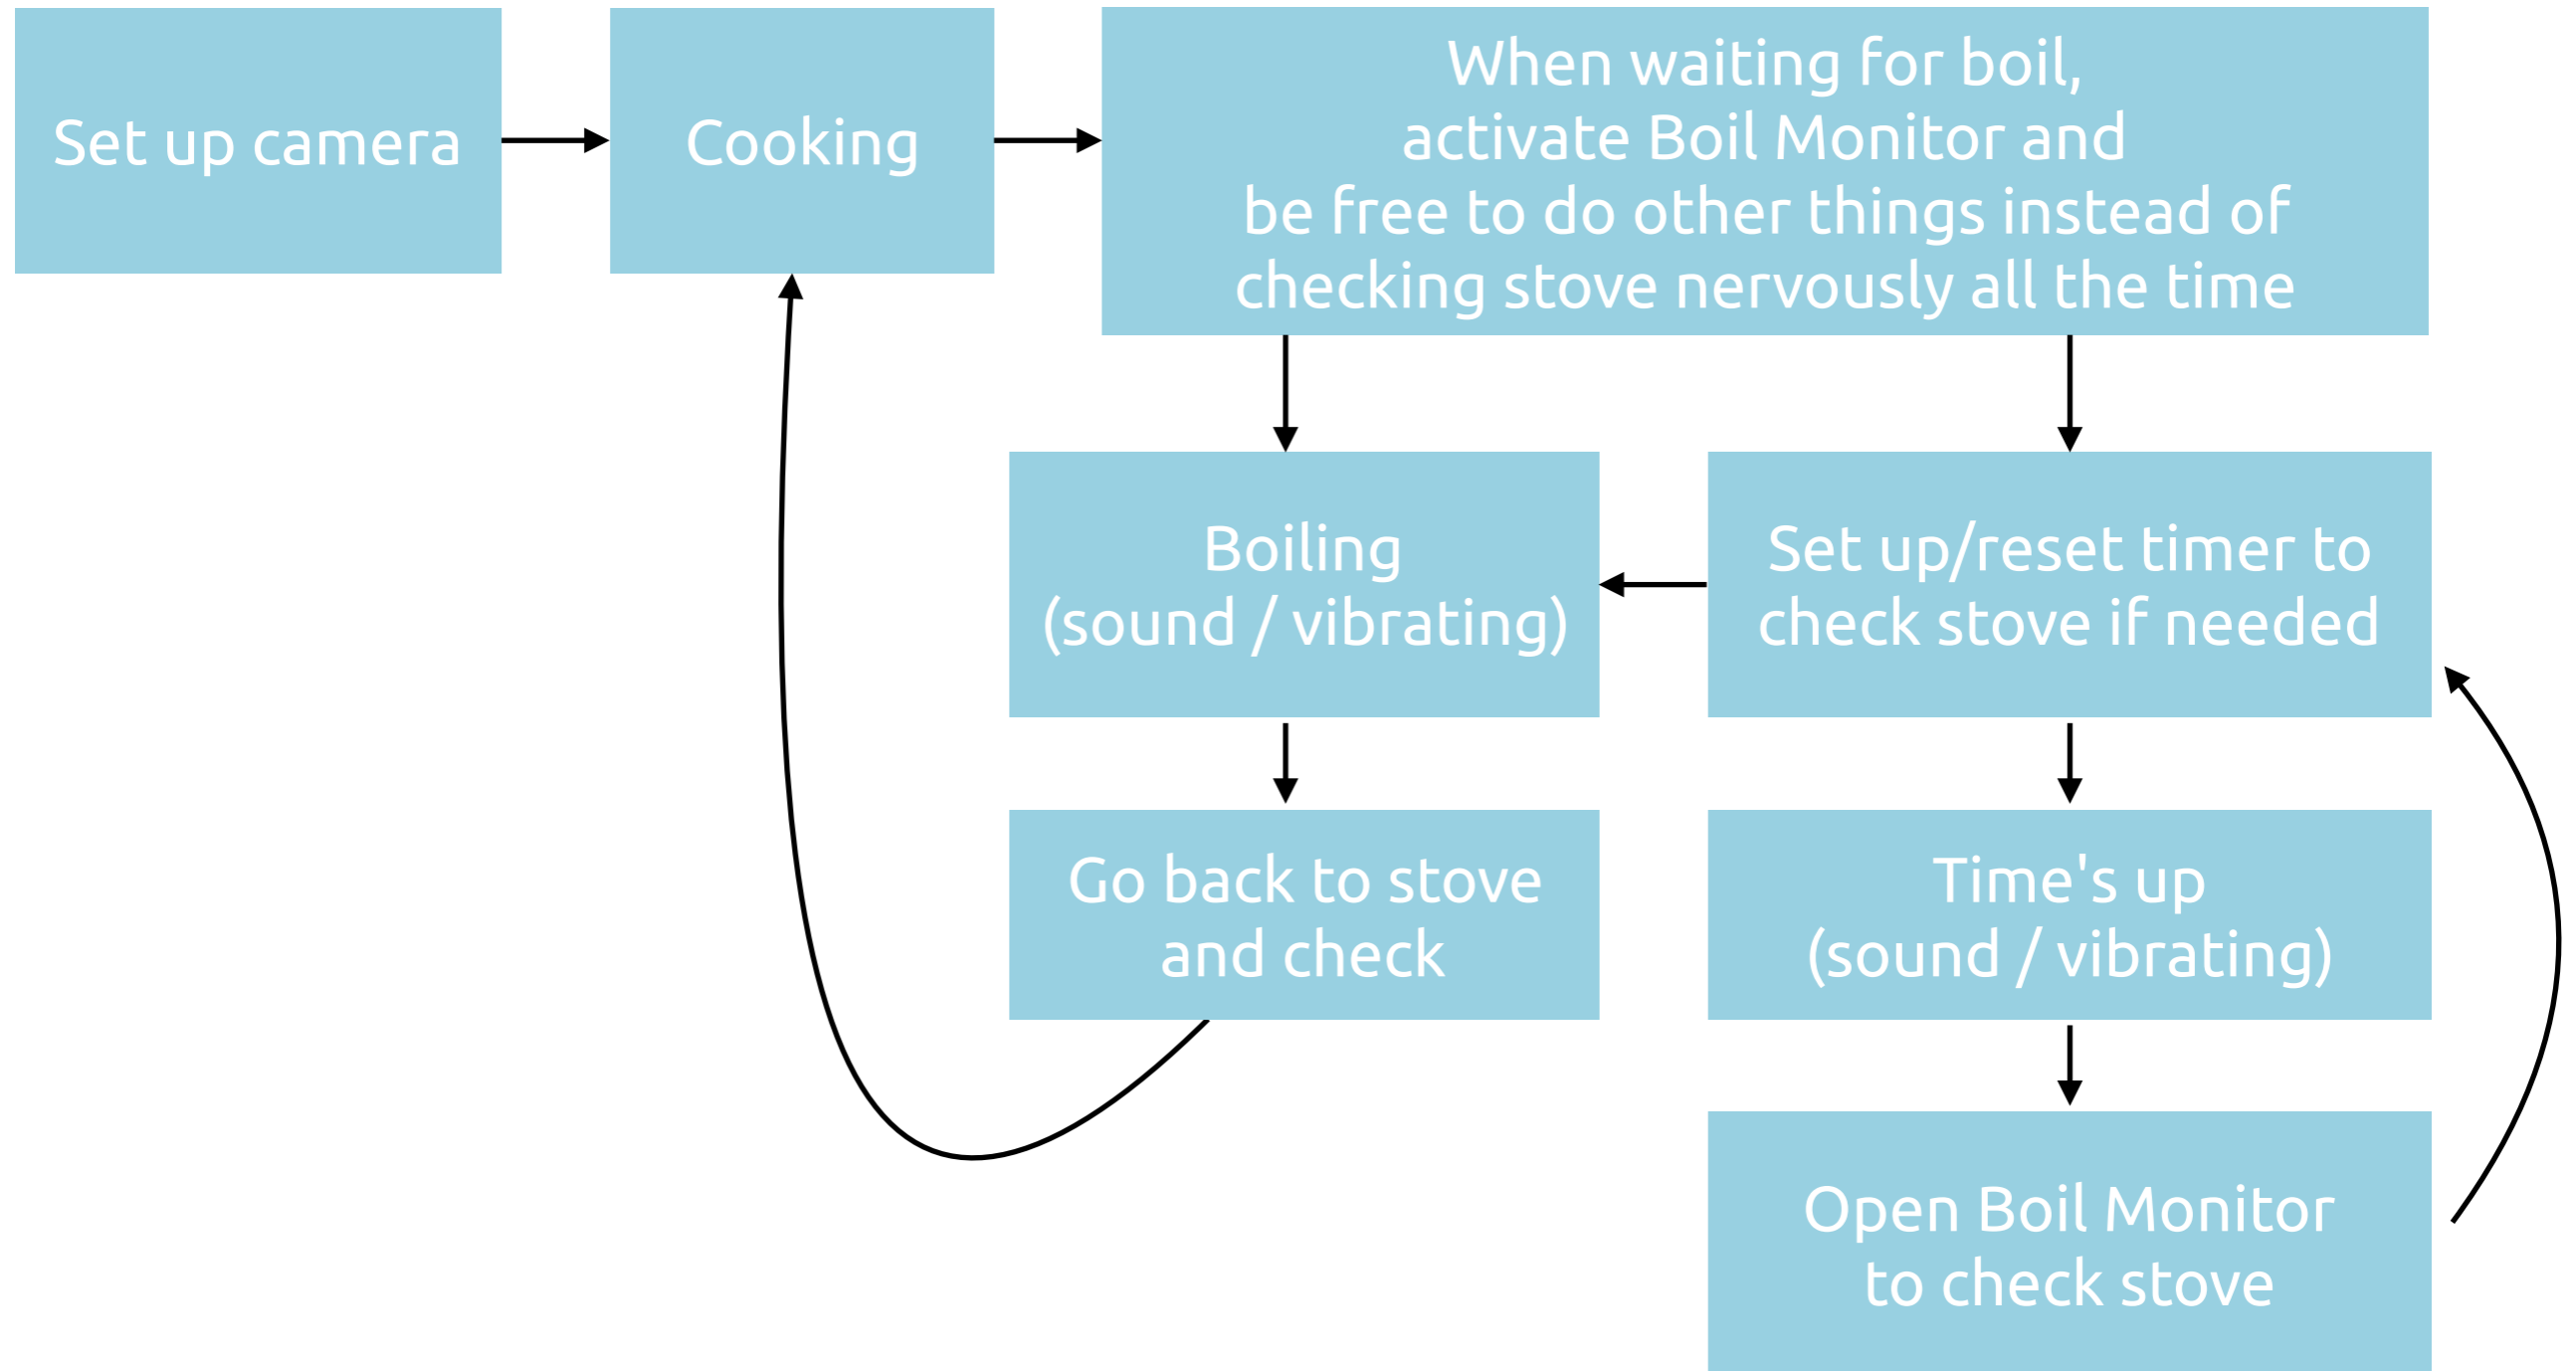 Set up camera
Cooking
When waiting for boil,
activate Boil Monitor and
be free to do other things instead of
checking stove nervously all the time
Boiling
(sound / vibrating)
Set up/reset timer to
check stove if needed
Go back to stove
and check
Time's up
(sound / vibrating)
Open Boil Monitor
to check stove